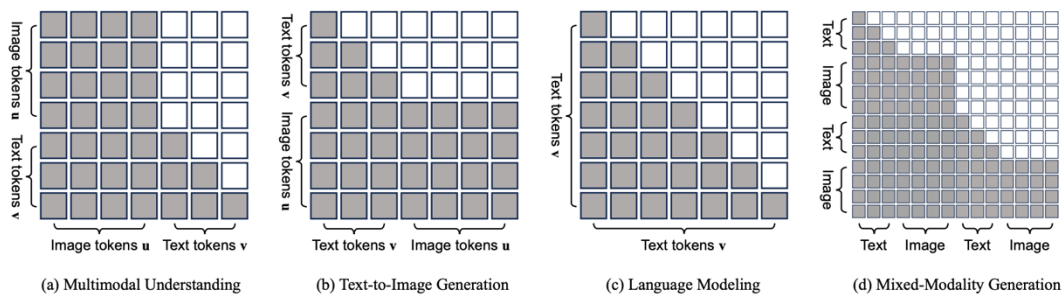 Image tokens u
Text tokens v
Image tokens u
Text tokens v
(a) Multimodal Understanding
Text tokens v
Image tokens u
Text tokens v
Image tokens u
(b) Text-to-Image Generation
Text tokens v
Text tokens v
(c) Language Modeling
Text
Image
Text
Image
Text
Image
Text
Image
(d) Mixed-Modality Generation